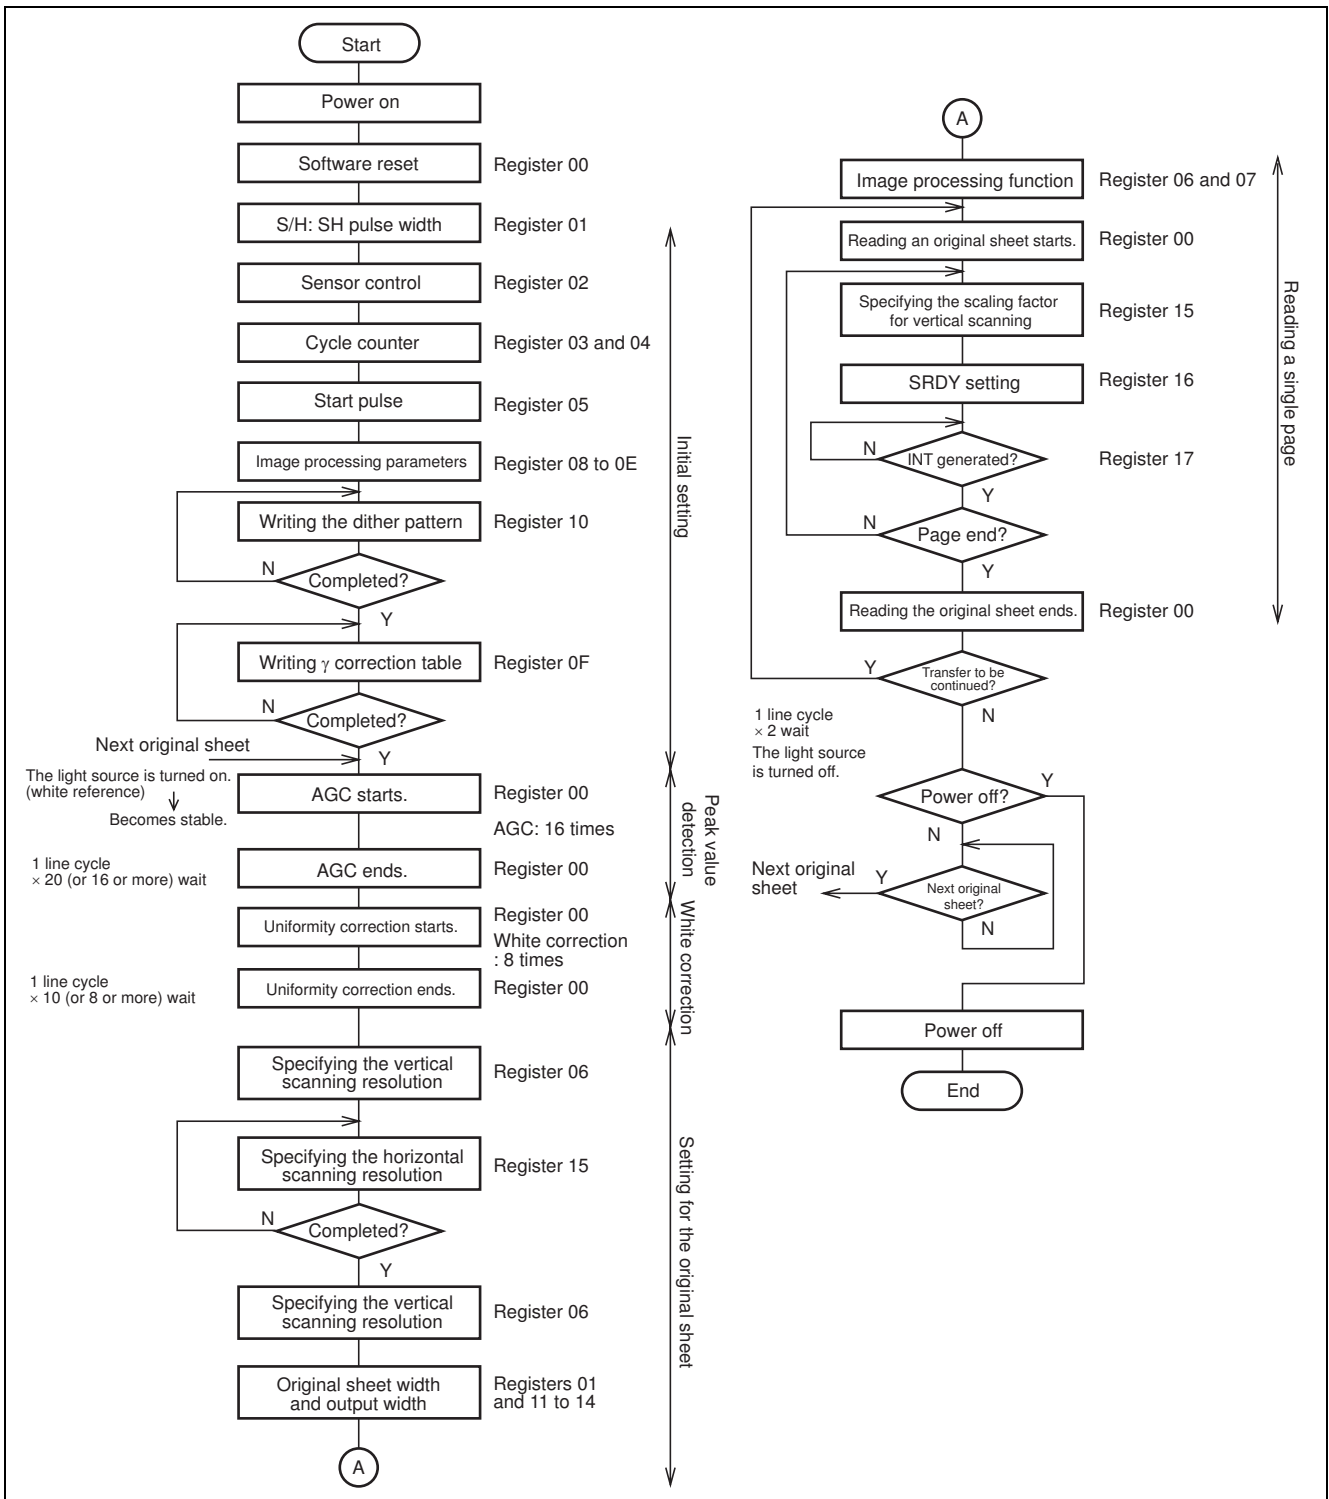 Start
Power on
Software reset
Register 00
S/H: SH pulse width
Register 01
Sensor control
Register 02
Cycle counter
Register 03 and 04
Start pulse
Register 05
Image processing parameters
Register 08 to 0E
Writing the dither pattern
Register 10
N
Completed?
Y
Writing γ correction table
Register 0F
N
Completed?
Y
Next original sheet
The light source is turned on.
(white reference)
Becomes stable.
AGC starts.
Register 00
AGC: 16 times
1 line cycle
× 20 (or 16 or more) wait
AGC ends.
Register 00
Uniformity correction starts.
Register 00
White correction
: 8 times
1 line cycle
× 10 (or 8 or more) wait
Uniformity correction ends.
Register 00
Specifying the vertical
scanning resolution
Register 06
Specifying the horizontal
scanning resolution
Register 15
N
Completed?
Y
Specifying the vertical
scanning resolution
Register 06
Original sheet width
and output width
Registers 01
and 11 to 14
A
Initial setting
Peak value
detection
White correction
Setting for the original sheet
A
Image processing function
Register 06 and 07
Reading an original sheet starts.
Register 00
Specifying the scaling factor
for vertical scanning
Register 15
SRDY setting
Register 16
N
INT generated?
Register 17
Y
N
Page end?
Y
Reading the original sheet ends.
Register 00
Y
Transfer to be
continued?
N
1 line cycle
× 2 wait
The light source
is turned off.
Power off?
Y
N
Next original
sheet
Y
Next original
sheet?
N
Power off
End
Reading a single page